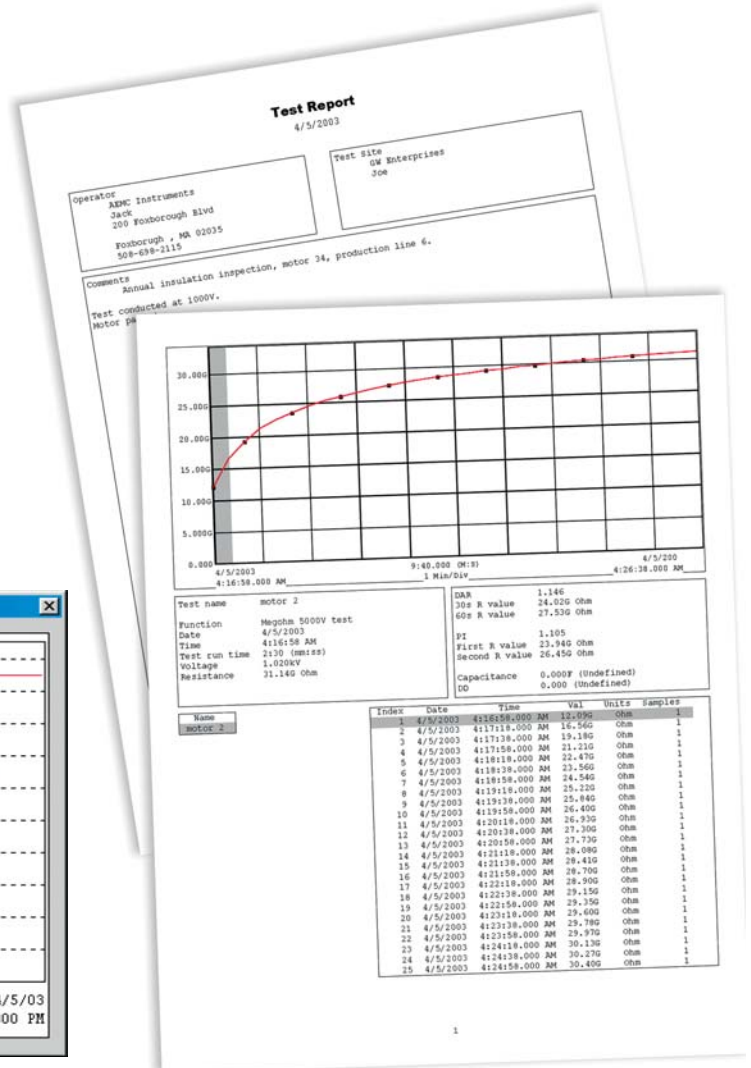 Test Report
4/5/2003
Operator
AEMC Instruments
Jack
200 Foxborough Blvd
Foxborugh , MA 02035
508-698-2115
Test Site
GW Enterprises
Joe
Comments
Annual insulation inspection, motor 34, production line 6.
Test conducted at 1000V.
Motor
30.00G
25.00G
20.00G
15.00G
10.00G
5.000G
0.000
4/5/2003
4:16:58.000 AM
9:40.000 (M:S)
1 Min/Div
4/5/200
4:26:38.000 AM
Test name motor 2
Function Megohm 5000V test
Date 4/5/2003
Time 4:16:58 AM
Test run time 2:30 (mm:ss)
Voltage 1.020kV
Resistance 31.14G Ohm
DAR 1.146
30s R value 24.02G Ohm
60s R value 27.53G Ohm
PI 1.105
First R value 23.94G Ohm
Second R value 26.45G Ohm
Capacitance 0.000F (Undefined)
DD 0.000 (Undefined)
Name
motor 2
Index Date Time Val Units Samples
1 4/5/2003 4:16:58.000 AM 12.09G Ohm 1
2 4/5/2003 4:17:18.000 AM 16.56G Ohm 1
3 4/5/2003 4:17:38.000 AM 19.18G Ohm 1
4 4/5/2003 4:17:58.000 AM 21.21G Ohm 1
5 4/5/2003 4:18:18.000 AM 22.47G Ohm 1
6 4/5/2003 4:18:38.000 AM 23.56G Ohm 1
7 4/5/2003 4:18:58.000 AM 24.54G Ohm 1
8 4/5/2003 4:19:18.000 AM 25.22G Ohm 1
9 4/5/2003 4:19:38.000 AM 25.84G Ohm 1
10 4/5/2003 4:19:58.000 AM 26.40G Ohm 1
11 4/5/2003 4:20:18.000 AM 26.93G Ohm 1
12 4/5/2003 4:20:38.000 AM 27.30G Ohm 1
13 4/5/2003 4:20:58.000 AM 27.73G Ohm 1
14 4/5/2003 4:21:18.000 AM 28.08G Ohm 1
15 4/5/2003 4:21:38.000 AM 28.41G Ohm 1
16 4/5/2003 4:21:58.000 AM 28.70G Ohm 1
17 4/5/2003 4:22:18.000 AM 28.90G Ohm 1
18 4/5/2003 4:22:38.000 AM 29.15G Ohm 1
19 4/5/2003 4:22:58.000 AM 29.35G Ohm 1
20 4/5/2003 4:23:18.000 AM 29.60G Ohm 1
21 4/5/2003 4:23:38.000 AM 29.78G Ohm 1
22 4/5/2003 4:23:58.000 AM 29.97G Ohm 1
23 4/5/2003 4:24:18.000 AM 30.13G Ohm 1
24 4/5/2003 4:24:38.000 AM 30.27G Ohm 1
25 4/5/2003 4:24:58.000 AM 30.40G Ohm 1
1
4/5/03
00 PM